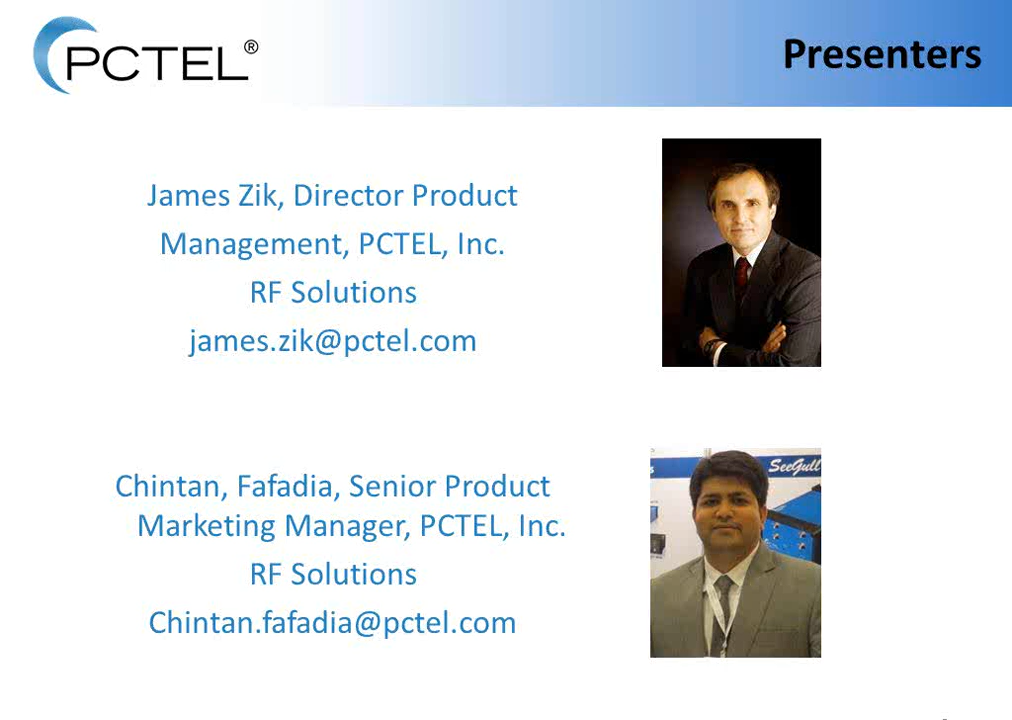 PCTEL®
Presenters
James Zik, Director Product
Management, PCTEL, Inc.
RF Solutions
james.zik@pctel.com
SeeGull
Chintan, Fafadia, Senior Product
Marketing Manager, PCTEL, Inc.
RF Solutions
Chintan.fafadia@pctel.com